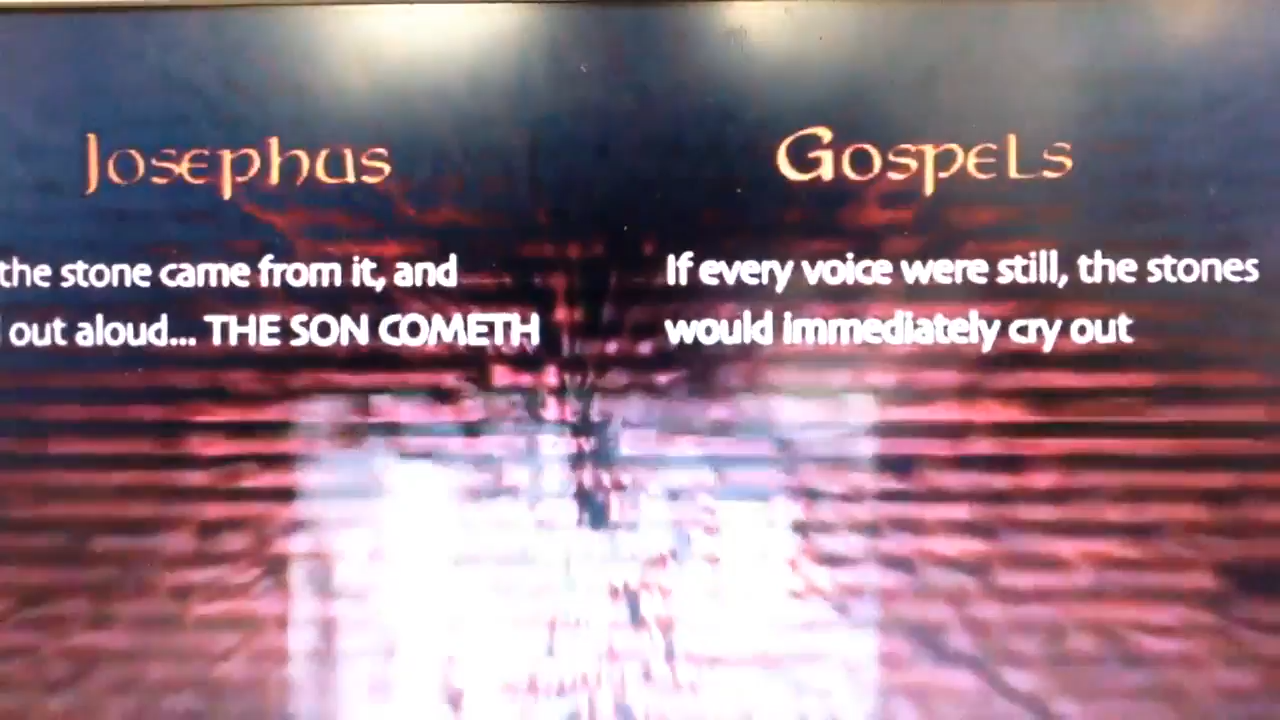 Josephus
the stone came from it, and
out aloud... THE SON COMETH
Gospels
If every voice were still, the stones
would immediately cry out